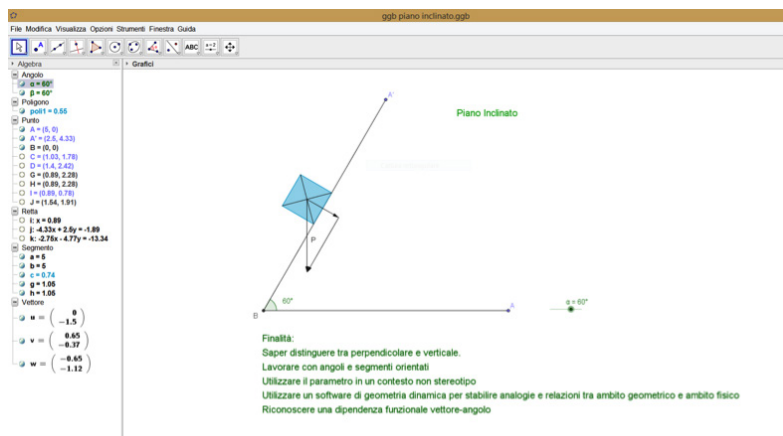 ggb piano inclinato.ggb
File Modifica Visualizza Opzioni Strumenti Finestra Guida
ABC
a=2
Algebra
Grafici
Angolo
α = 60°
β = 60°
Poligono
poli1 = 0.55
Punto
A = (5, 0)
A' = (2.5, 4.33)
B = (0, 0)
C = (1.03, 1.78)
D = (1.4, 2.42)
G = (0.89, 2.28)
H = (0.89, 2.28)
I = (0.89, 0.78)
J = (1.54, 1.91)
Retta
i: x = 0.89
j: -4.33x + 2.5y = -1.89
k: -2.75x - 4.77y = -13.34
Segmento
a = 5
b = 5
c = 0.74
g = 1.05
h = 1.05
Vettore
u = ( 0 −1.5 )
v = ( 0.65 −0.37 )
w = ( −0.65 −1.12 )
A'
Piano Inclinato
P
60°
B
A
α = 60°
Finalità:
Saper distinguere tra perpendicolare e verticale.
Lavorare con angoli e segmenti orientati
Utilizzare il parametro in un contesto non stereotipo
Utilizzare un software di geometria dinamica per stabilire analogie e relazioni tra ambito geometrico e ambito fisico
Riconoscere una dipendenza funzionale vettore-angolo